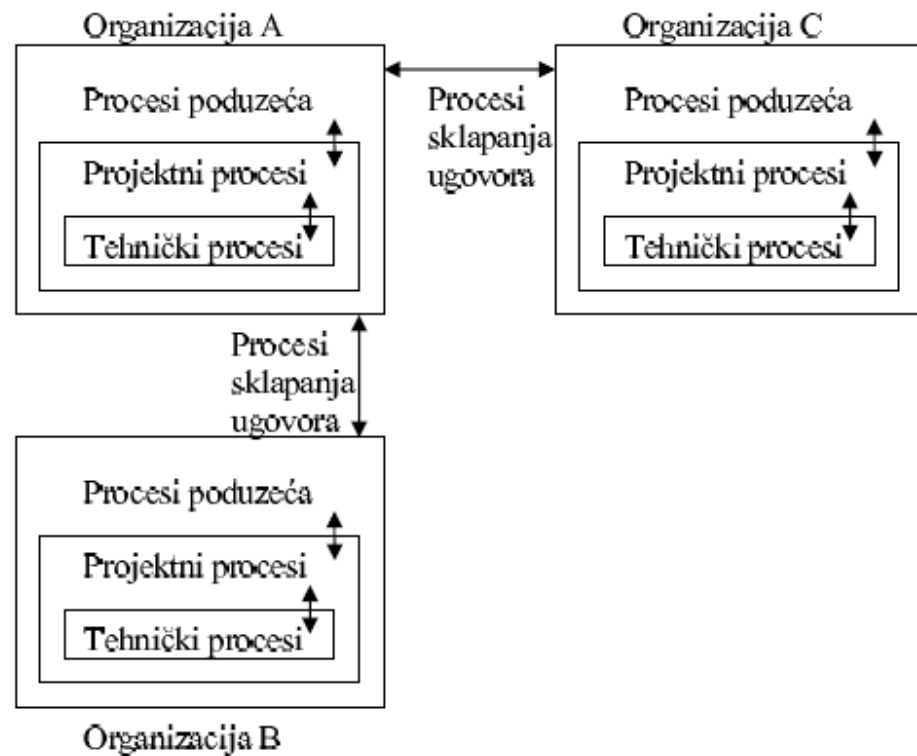 Organizacija A
Procesi poduzeća
Projektni procesi
Tehnički procesi
Procesi
sklapanja
ugovora
Organizacija C
Procesi poduzeća
Projektni procesi
Tehnički procesi
Procesi
sklapanja
ugovora
Procesi poduzeća
Projektni procesi
Tehnički procesi
Organizacija B